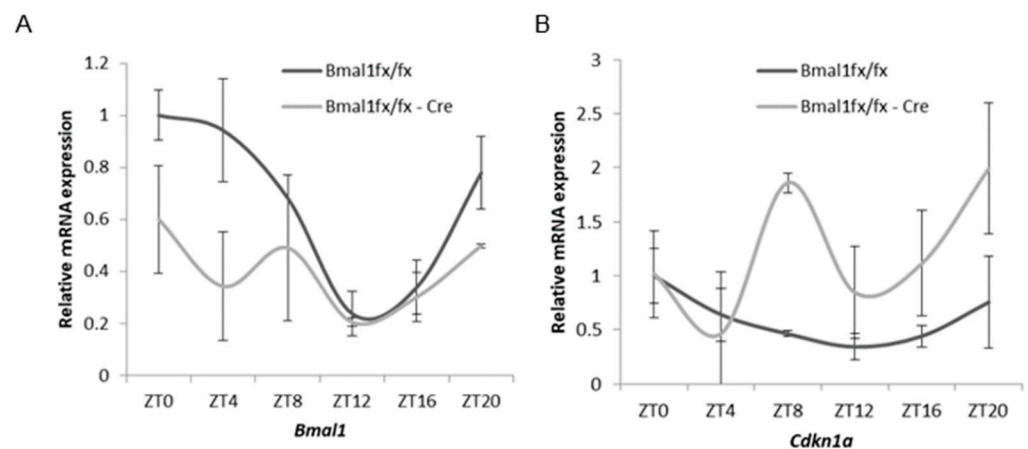 A
Relative mRNA expression
1.2
1
0.8
0.6
0.4
0.2
0
Bmal1fx/fx
Bmal1fx/fx - Cre
ZT0 ZT4 ZT8 ZT12 ZT16 ZT20
Bmal1
B
Relative mRNA expression
3
2.5
2
1.5
1
0.5
0
Bmal1fx/fx
Bmal1fx/fx - Cre
ZT0 ZT4 ZT8 ZT12 ZT16 ZT20
Cdkn1a